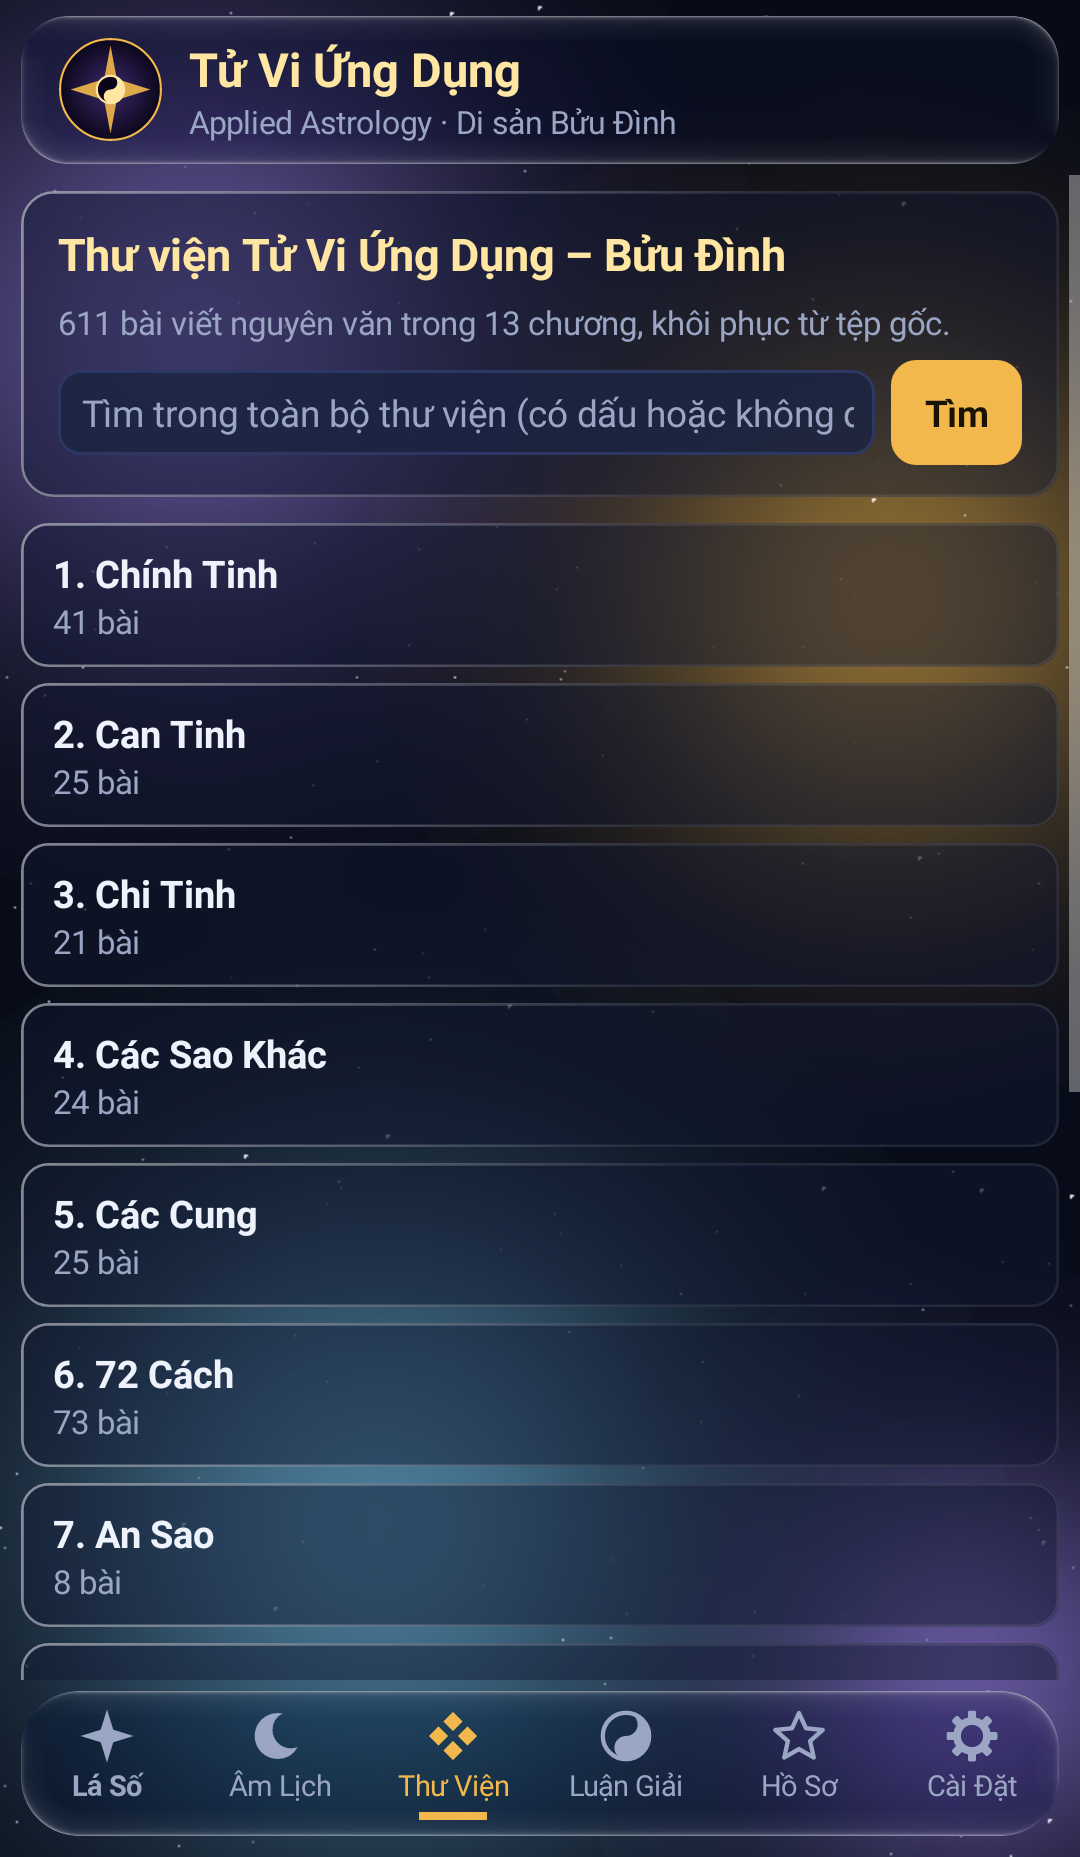 Tử Vi Ứng Dụng
Applied Astrology · Di sản Bửu Đình
Thư viện Tử Vi Ứng Dụng – Bửu Đình
611 bài viết nguyên văn trong 13 chương, khôi phục từ tệp gốc.
Tìm trong toàn bộ thư viện (có dấu hoặc không
Tìm
1. Chính Tinh
41 bài
2. Can Tinh
25 bài
3. Chi Tinh
21 bài
4. Các Sao Khác
24 bài
5. Các Cung
25 bài
6. 72 Cách
73 bài
7. An Sao
8 bài
Lá Số
Âm Lịch
Thư Viện
Luận Giải
Hồ Sơ
Cài Đặt